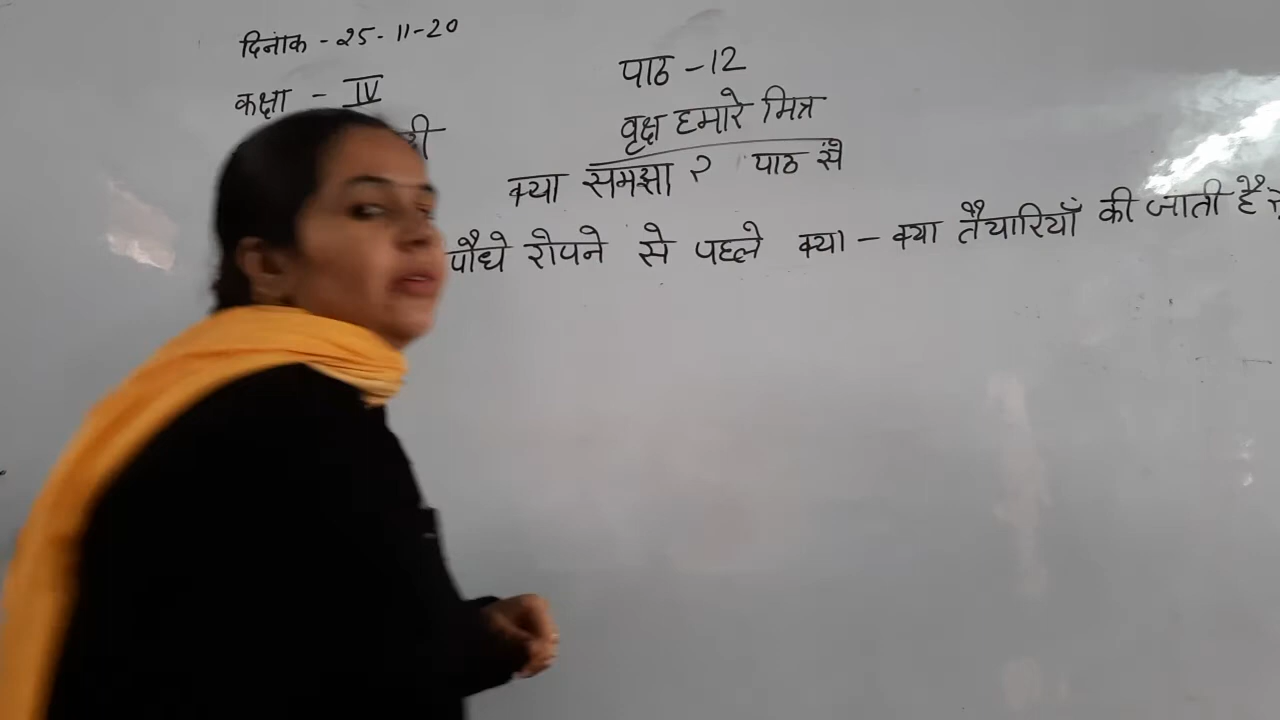 दिनांक - 25-11-20
कक्षा - IV
पाठ - 12
वृक्ष हमारे मित्र
क्या समझा ? पाठ से
पौधे रोपने से पहले क्या - क्या तैयारियाँ की जाती हैं